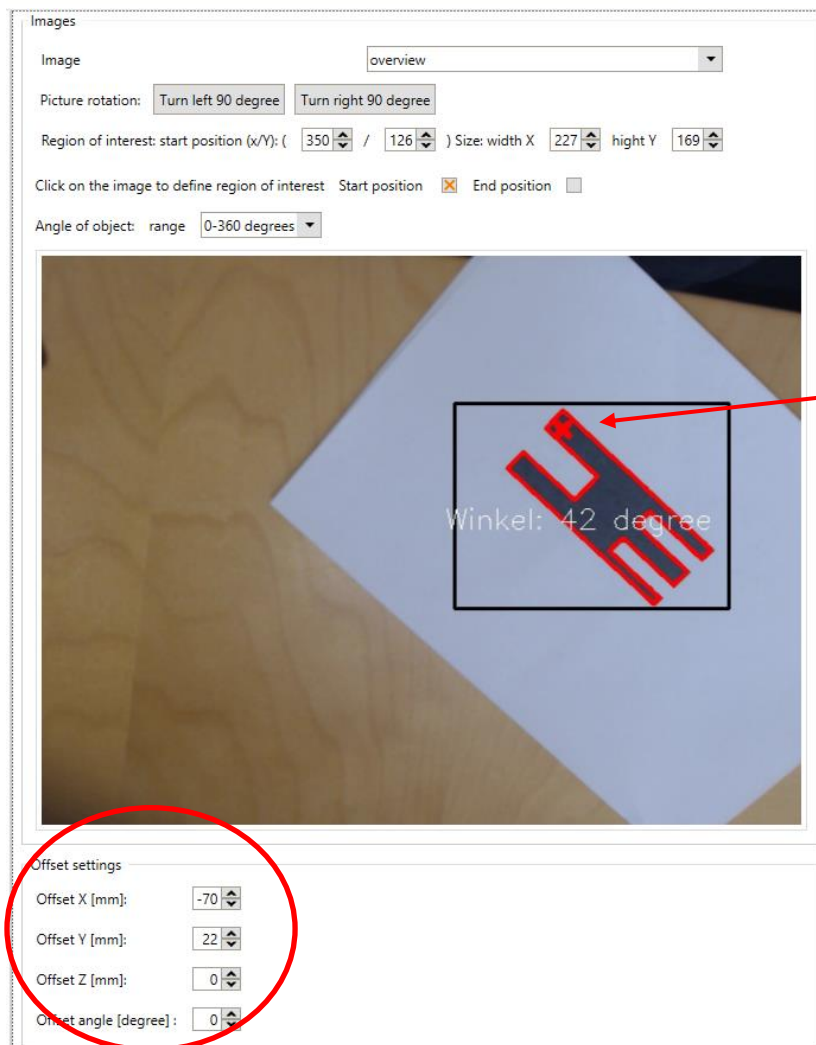 Images
Image overview
Picture rotation: Turn left 90 degree Turn right 90 degree
Region of interest: start position (x/Y): ( 350 / 126 ) Size: width X 227 hight Y 169
Click on the image to define region of interest Start position End position
Angle of object: range 0-360 degrees
Winkel: 42 degree
Offset settings
Offset X [mm]: -70
Offset Y [mm]: 22
Offset Z [mm]: 0
Offset angle [degree] : 0